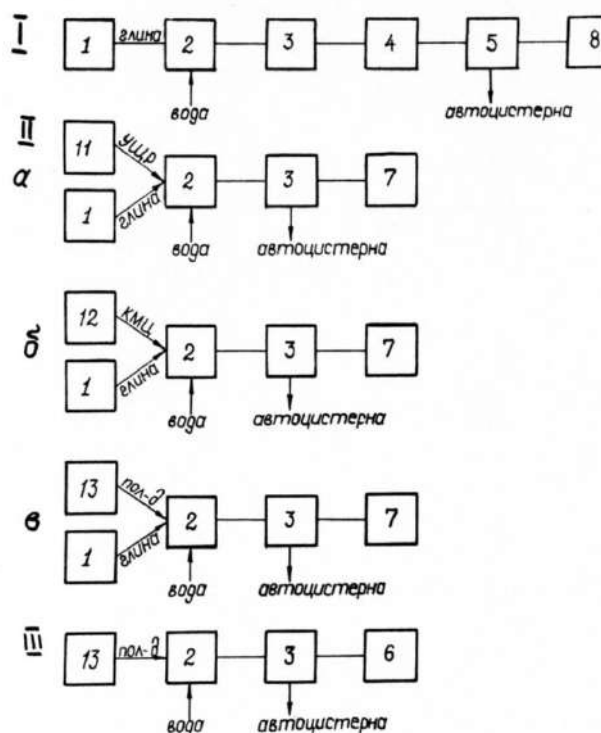 I
1 глина 2 3 4 5 8
вода автоцистерна
II
а
11 УЩР
1 глина 2 3 7
вода автоцистерна
б
12 КМЦ
1 глина 2 3 7
вода автоцистерна
в
13 пол-д
1 глина 2 3 7
вода автоцистерна
III
13 пол-д 2 3 6
вода автоцистерна